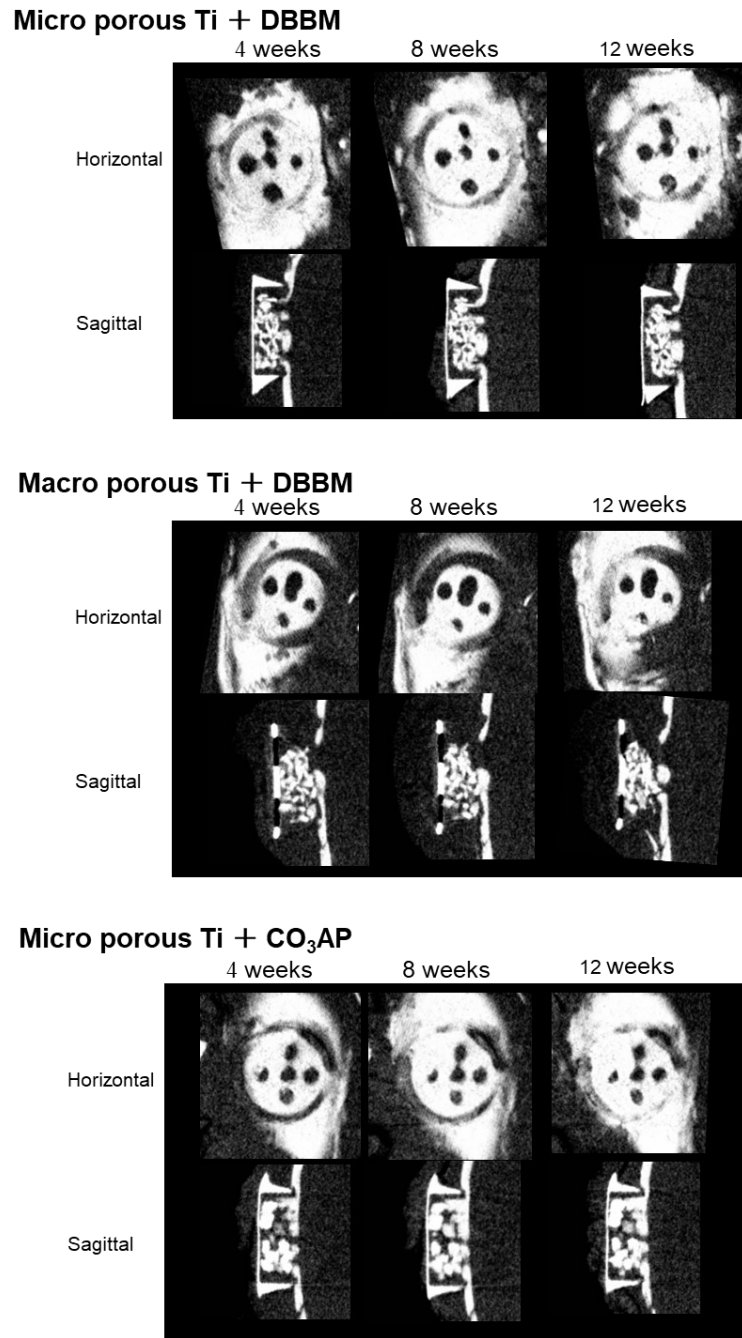 Micro porous Ti + DBBM
4 weeks 8 weeks 12 weeks
Horizontal
Sagittal
Macro porous Ti + DBBM
4 weeks 8 weeks 12 weeks
Horizontal
Sagittal
Micro porous Ti + CO₃AP
4 weeks 8 weeks 12 weeks
Horizontal
Sagittal